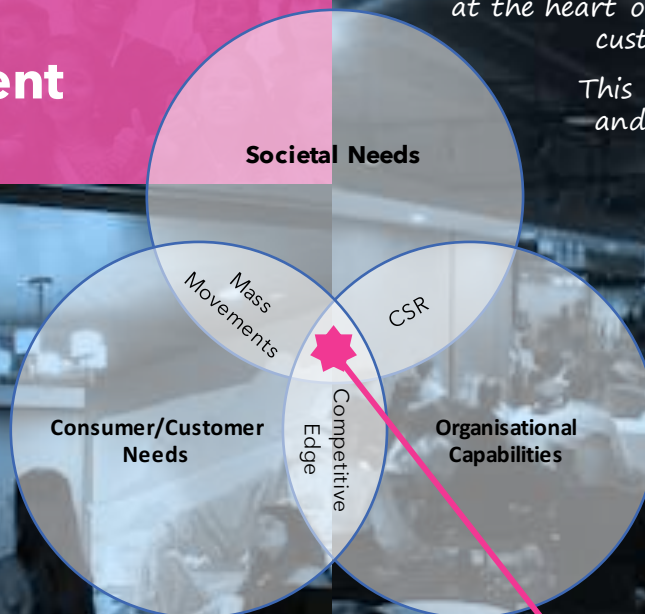 at the heart o
cust
ent
This
and
Societal Needs
Mass
Movements
CSR
Consumer/Customer
Needs
Competitive
Edge
Organisational
Capabilities